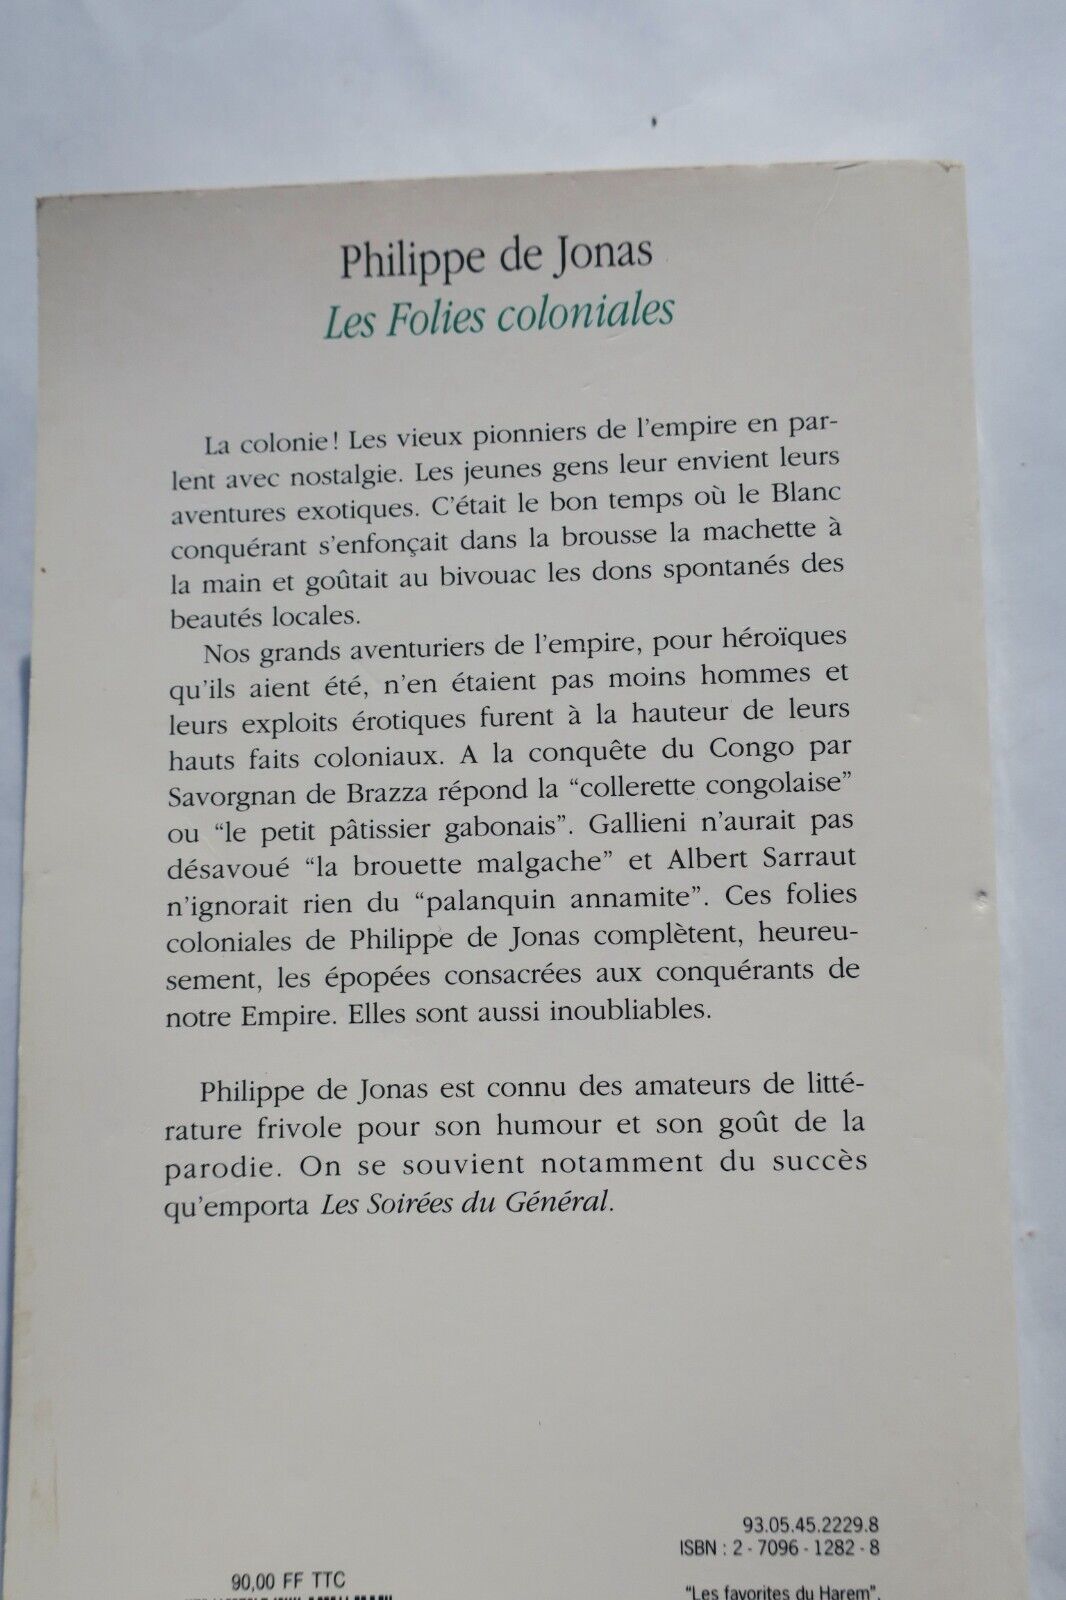 Philippe de Jonas
Les Folies coloniales
La colonie! Les vieux pionniers de l'empire en par-
lent avec nostalgie. Les jeunes gens leur envient leurs
aventures exotiques. C'était le bon temps où le Blanc
conquérant s'enfonçait dans la brousse la machette à
la main et goûtait au bivouac les dons spontanés des
beautés locales.
Nos grands aventuriers de l'empire, pour héroïques
qu'ils aient été, n'en étaient pas moins hommes et
leurs exploits érotiques furent à la hauteur de leurs
hauts faits coloniaux. A la conquête du Congo par
Savorgnan de Brazza répond la “collerette congolaise”
ou “le petit pâtissier gabonais”. Gallieni n'aurait pas
désavoué “la brouette malgache” et Albert Sarraut
n'ignorait rien du “palanquin annamite”. Ces folies
coloniales de Philippe de Jonas complètent, heureu-
sement, les épopées consacrées aux conquérants de
notre Empire. Elles sont aussi inoubliables.
Philippe de Jonas est connu des amateurs de litté-
rature frivole pour son humour et son goût de la
parodie. On se souvient notamment du succès
qu'emporta Les Soirées du Général.
93.05.45.2229.8
ISBN : 2 - 7096 - 1282 - 8
90,00 FF TTC
"Les favorites du Harem",